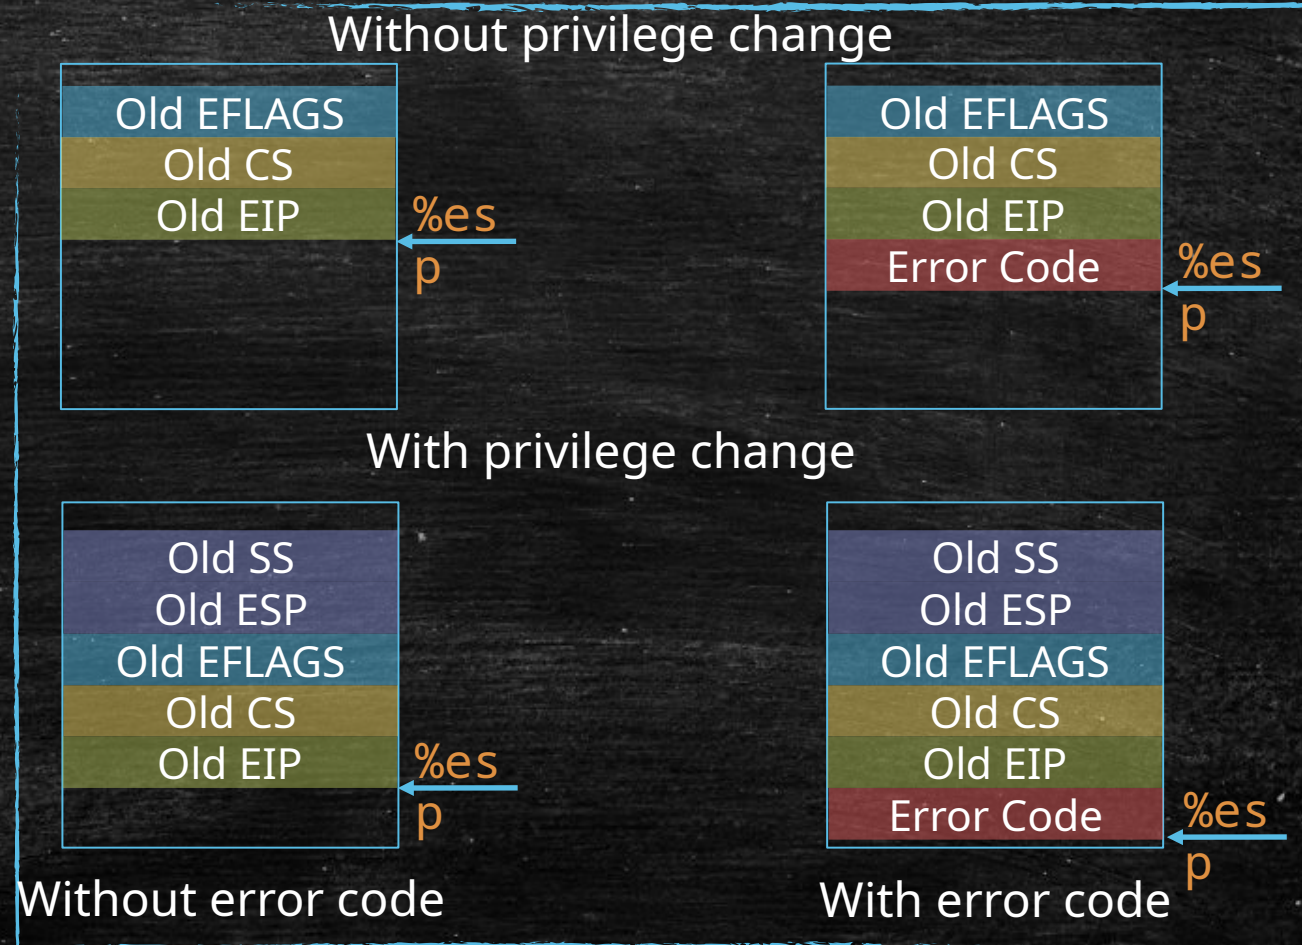 Without privilege change
Old EFLAGS
Old CS
Old EIP
%es
p
Old EFLAGS
Old CS
Old EIP
Error Code
%es
p
With privilege change
Old SS
Old ESP
Old EFLAGS
Old CS
Old EIP
%es
p
Old SS
Old ESP
Old EFLAGS
Old CS
Old EIP
Error Code
%es
p
Without error code
With error code